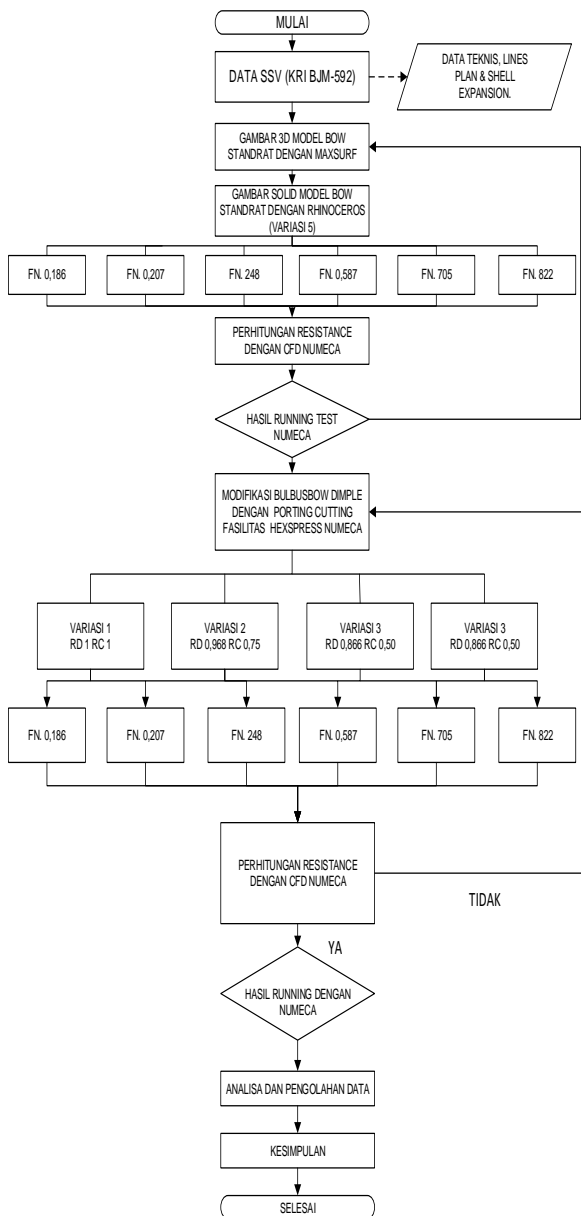 MULAI
DATA SSV (KRI BJM-592)
DATA TEKNIS, LINES
PLAN & SHELL
EXPANSION.
GAMBAR 3D MODEL BOW
STANDRAT DENGAN MAXSURF
GAMBAR SOLID MODEL BOW
STANDRAT DENGAN RHINOCEROS
(VARIASI 5)
FN. 0,186
FN. 0,207
FN. 248
FN. 0,587
FN. 705
FN. 822
PERHITUNGAN RESISTANCE
DENGAN CFD NUMECA
HASIL RUNNING TEST
NUMECA
MODIFIKASI BULBUSBOW DIMPLE
DENGAN PORTING CUTTING
FASILITAS HEXSPRESS NUMECA
VARIASI 1
RD 1 RC 1
VARIASI 2
RD 0,968 RC 0,75
VARIASI 3
RD 0,866 RC 0,50
VARIASI 3
RD 0,866 RC 0,50
FN. 0,186
FN. 0,207
FN. 248
FN. 0,587
FN. 705
FN. 822
PERHITUNGAN RESISTANCE
DENGAN CFD NUMECA
TIDAK
YA
HASIL RUNNING DENGAN
NUMECA
ANALISA DAN PENGOLAHAN DATA
KESIMPULAN
SELESAI